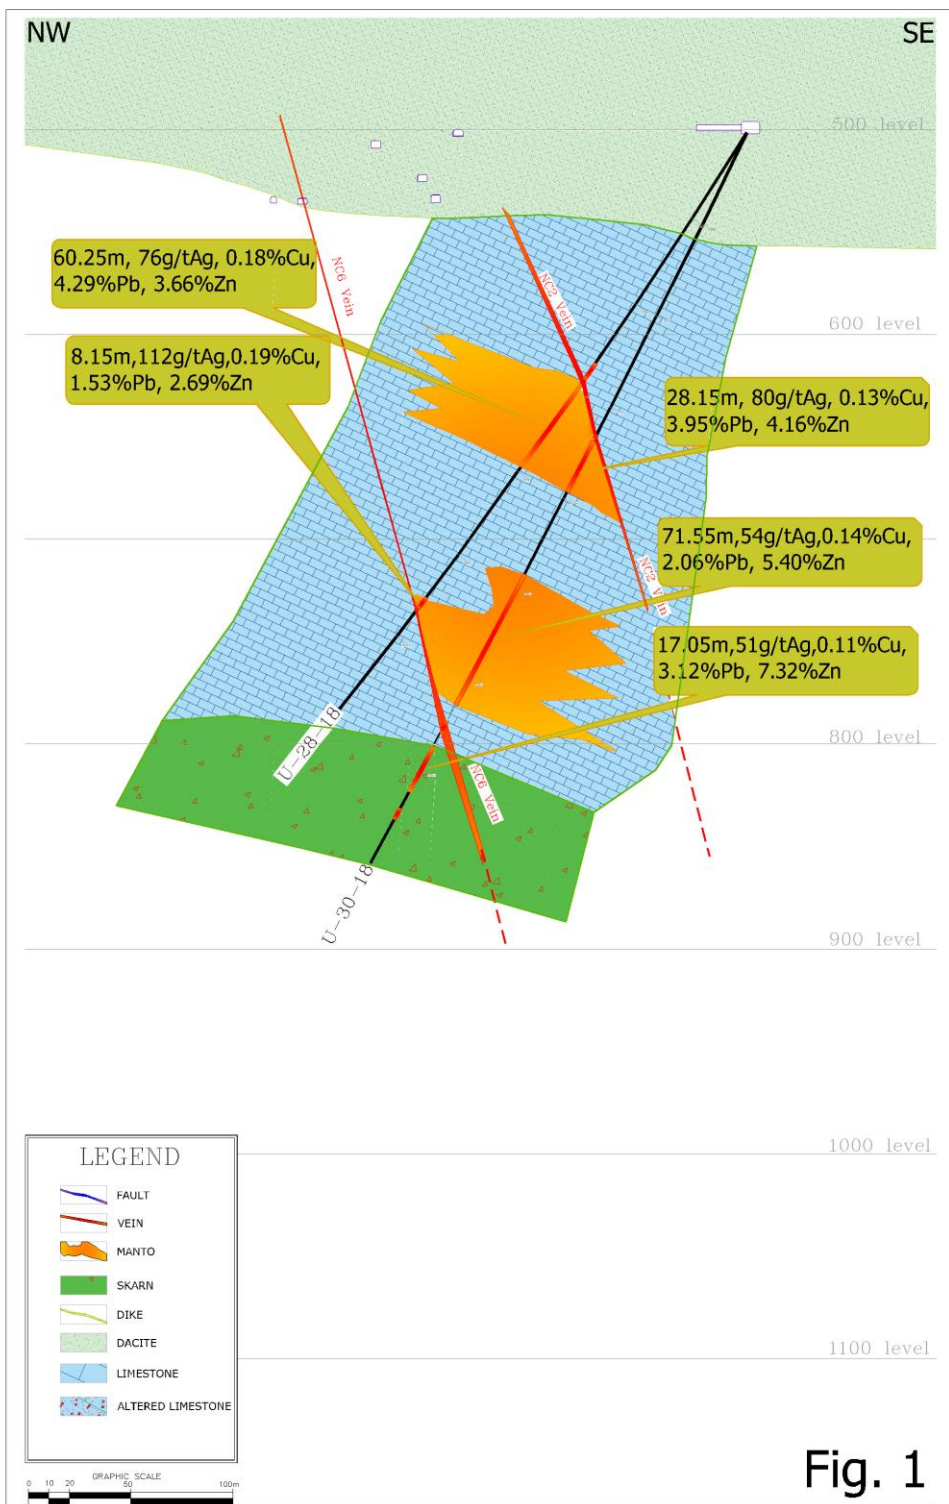 NW
SE
500 level
60.25m, 76g/tAg, 0.18%Cu,
4.29%Pb, 3.66%Zn
NC6 Vein
NC2 Vein
600 level
8.15m,112g/tAg,0.19%Cu,
1.53%Pb, 2.69%Zn
28.15m, 80g/tAg, 0.13%Cu,
3.95%Pb, 4.16%Zn
71.55m,54g/tAg,0.14%Cu,
2.06%Pb, 5.40%Zn
NC2 Vein
17.05m,51g/tAg,0.11%Cu,
3.12%Pb, 7.32%Zn
U-28-18
800 level
NC6 Vein
U-30-18
900 level
1000 level
LEGEND
FAULT
VEIN
MANTO
SKARN
DIKE
DACITE
LIMESTONE
ALTERED LIMESTONE
1100 level
GRAPHIC SCALE
0 10 20 50 100m
Fig. 1